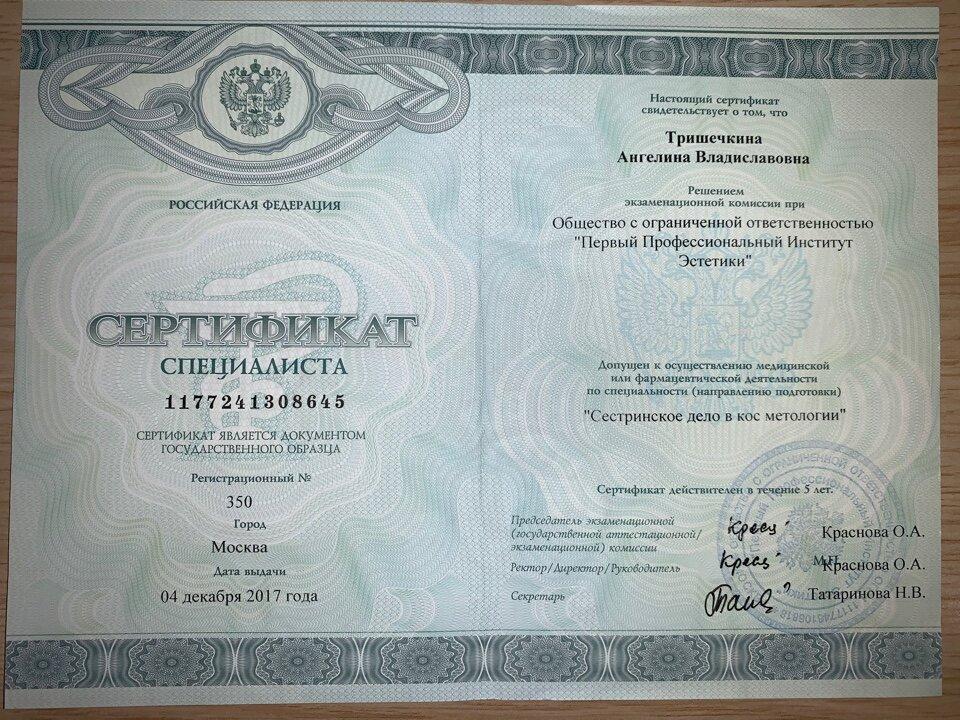 РОССИЙСКАЯ ФЕДЕРАЦИЯ
СЕРТИФИКАТ
СПЕЦИАЛИСТА
1177241308645
СЕРТИФИКАТ ЯВЛЯЕТСЯ ДОКУМЕНТОМ
ГОСУДАРСТВЕННОГО ОБРАЗЦА
Регистрационный №
350
Город
Москва
Дата выдачи
04 декабря 2017 года
Настоящий сертификат
свидетельствует о том, что
Тришечкина
Ангелина Владиславовна
Решением
экзаменационной комиссии при
Общество с ограниченной ответственностью
"Первый Профессиональный Институт
Эстетики"
Допущен к осуществлению медицинской
или фармацевтической деятельности
по специальности (направлению подготовки)
"Сестринское дело в кос метологии"
Сертификат действителен в течение 5 лет.
Председатель экзаменационной
(государственной аттестационной/
экзаменационной) комиссии
Краснова О.А.
Ректор/Директор/Руководитель
М.П.
Краснова О.А.
Секретарь
Татаринова Н.В.